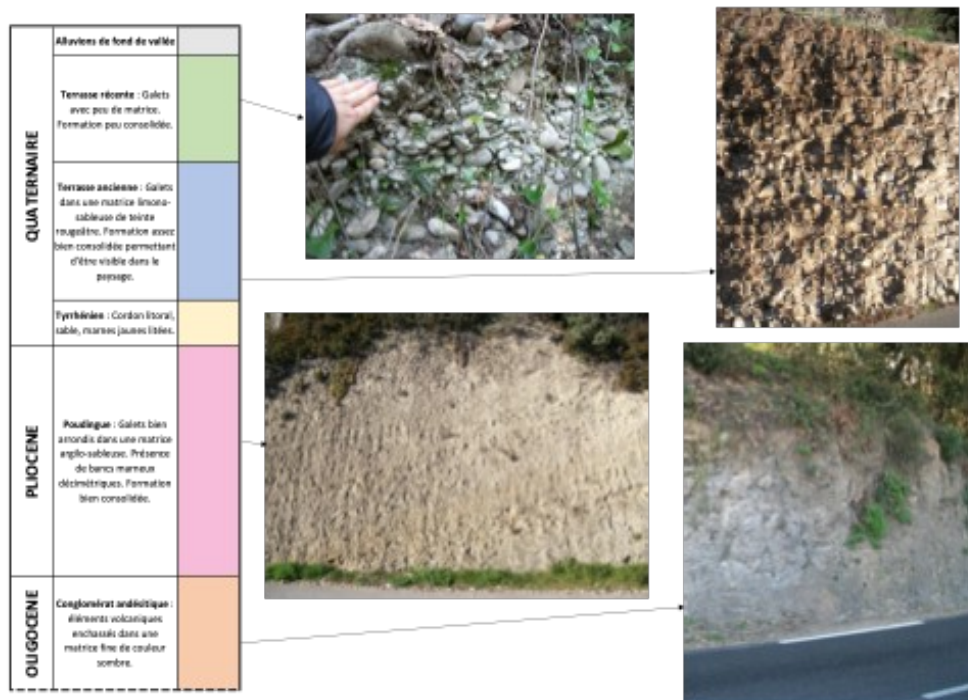 QUATERNAIRE
Alluvions de fond de vallée
Terrasse récente : Galets
avec peu de matrice.
Formation peu consolidée.
Terrasse ancienne : Galets
dans une matrice limono-
sableuse de teinte
rougeâtre. Formation assez
bien consolidée permettant
d'être visible dans le
paysage.
Tyrrhénien : Cordon litoral,
sable, marnes jaunes litées.
PLIOCENE
Poudingue : Galets bien
arrondis dans une matrice
argilo-sableuse. Présence
de bancs marneux
décimétriques. Formation
bien consolidée.
OLIGOCENE
Conglomérat andésitique :
éléments volcaniques
enchassés dans une
matrice fine de couleur
sombre.